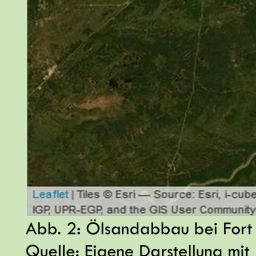 Leaflet | Tiles © Esri — Source: Esri, i-cube
IGP, UPR-EGP, and the GIS User Community
Abb. 2: Ölsandabbau bei Fort
Quelle: Eigene Darstellung mit